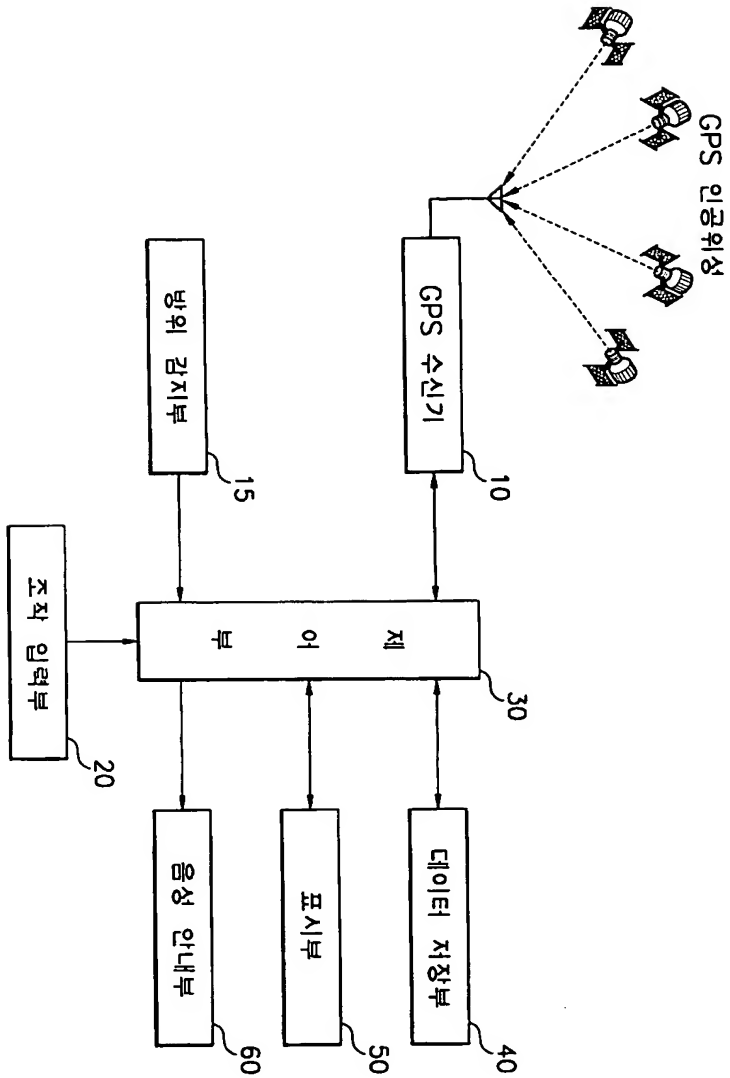 GPS 인공위성
GPS 수신기
10
방위 감지부
15
조작 입력부
20
제어부
30
데이터 저장부
40
표시부
50
음성 안내부
60